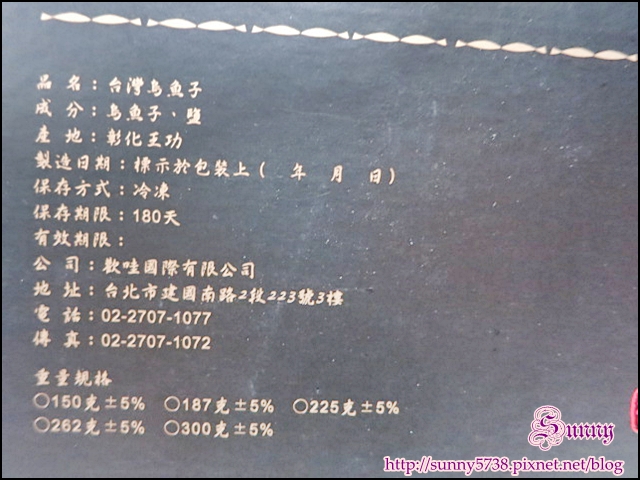 品 名：台灣烏魚子
成 分：烏魚子、鹽
產 地：彰化王功
製造日期：標示於包裝上（ 年 月 日）
保存方式：冷凍
保存期限：180天
有效期限：
公 司：歡哇國際有限公司
地 址：台北市建國南路2段223號3樓
電 話：02-2707-1077
傳 真：02-2707-1072
重量規格
○150克±5% ○187克±5% ○225克±5%
○262克±5% ○300克±5%
Sunny
http://sunny5738.pixnet.net/blog